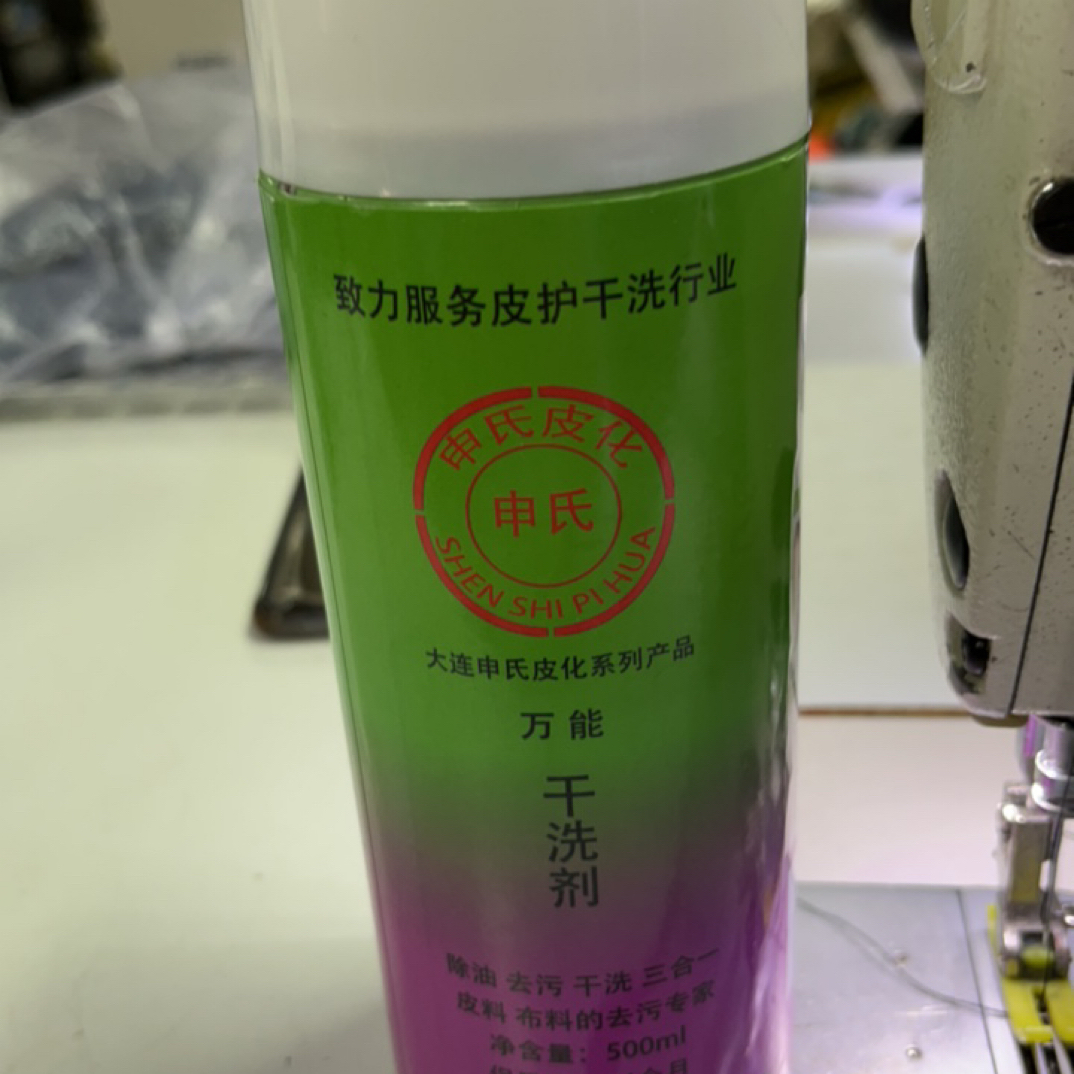 致力服务皮护干洗行业
申氏皮化
申氏
SHEN SHI PI HUA
大连申氏皮化系列产品
万能
干洗剂
除油 去污 干洗 三合一
皮料 布料的去污专家
净含量：500ml